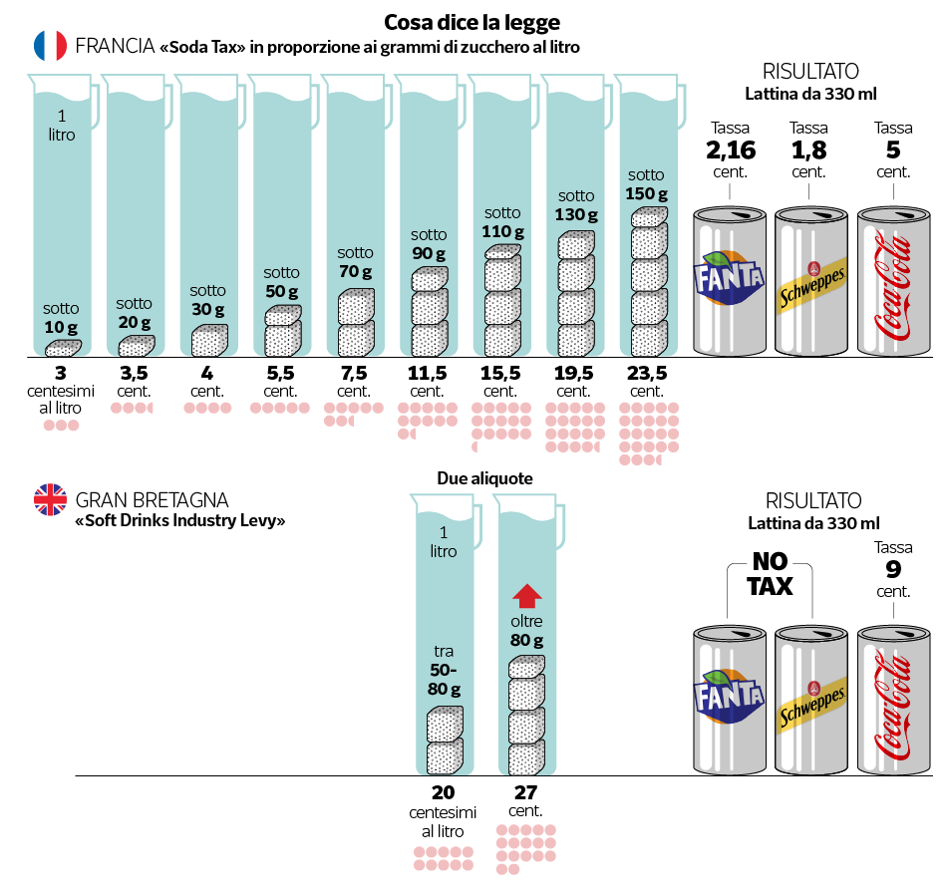 Cosa dice la legge
FRANCIA «Soda Tax» in proporzione ai grammi di zucchero al litro
1
litro
sotto
10 g
3
centesimi
al litro
sotto
20 g
3,5
cent.
sotto
30 g
4
cent.
sotto
50 g
5,5
cent.
sotto
70 g
7,5
cent.
sotto
90 g
11,5
cent.
sotto
110 g
15,5
cent.
sotto
130 g
19,5
cent.
sotto
150 g
23,5
cent.
RISULTATO
Lattina da 330 ml
Tassa
2,16
cent.
FANTA
Tassa
1,8
cent.
Schweppes
Tassa
5
cent.
Coca-Cola
GRAN BRETAGNA
«Soft Drinks Industry Levy»
Due aliquote
1
litro
tra
50-
80 g
20
centesimi
al litro
oltre
80 g
27
cent.
RISULTATO
Lattina da 330 ml
NO
TAX
FANTA
Schweppes
Tassa
9
cent.
Coca-Cola